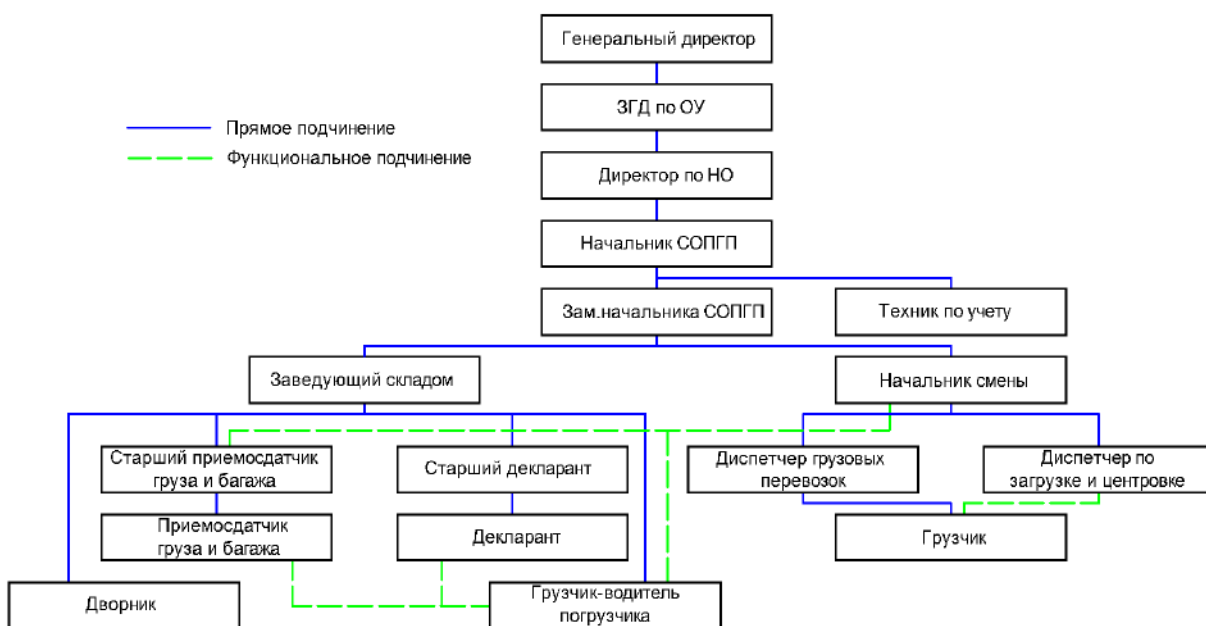 Генеральный директор
ЗГД по ОУ
Прямое подчинение
Функциональное подчинение
Директор по НО
Начальник СОПГП
Зам.начальника СОПГП
Техник по учету
Заведующий складом
Начальник смены
Старший приемосдатчик
груза и багажа
Старший декларант
Диспетчер грузовых
перевозок
Диспетчер по
загрузке и центровке
Приемосдатчик
груза и багажа
Декларант
Грузчик
Дворник
Грузчик-водитель
погрузчика